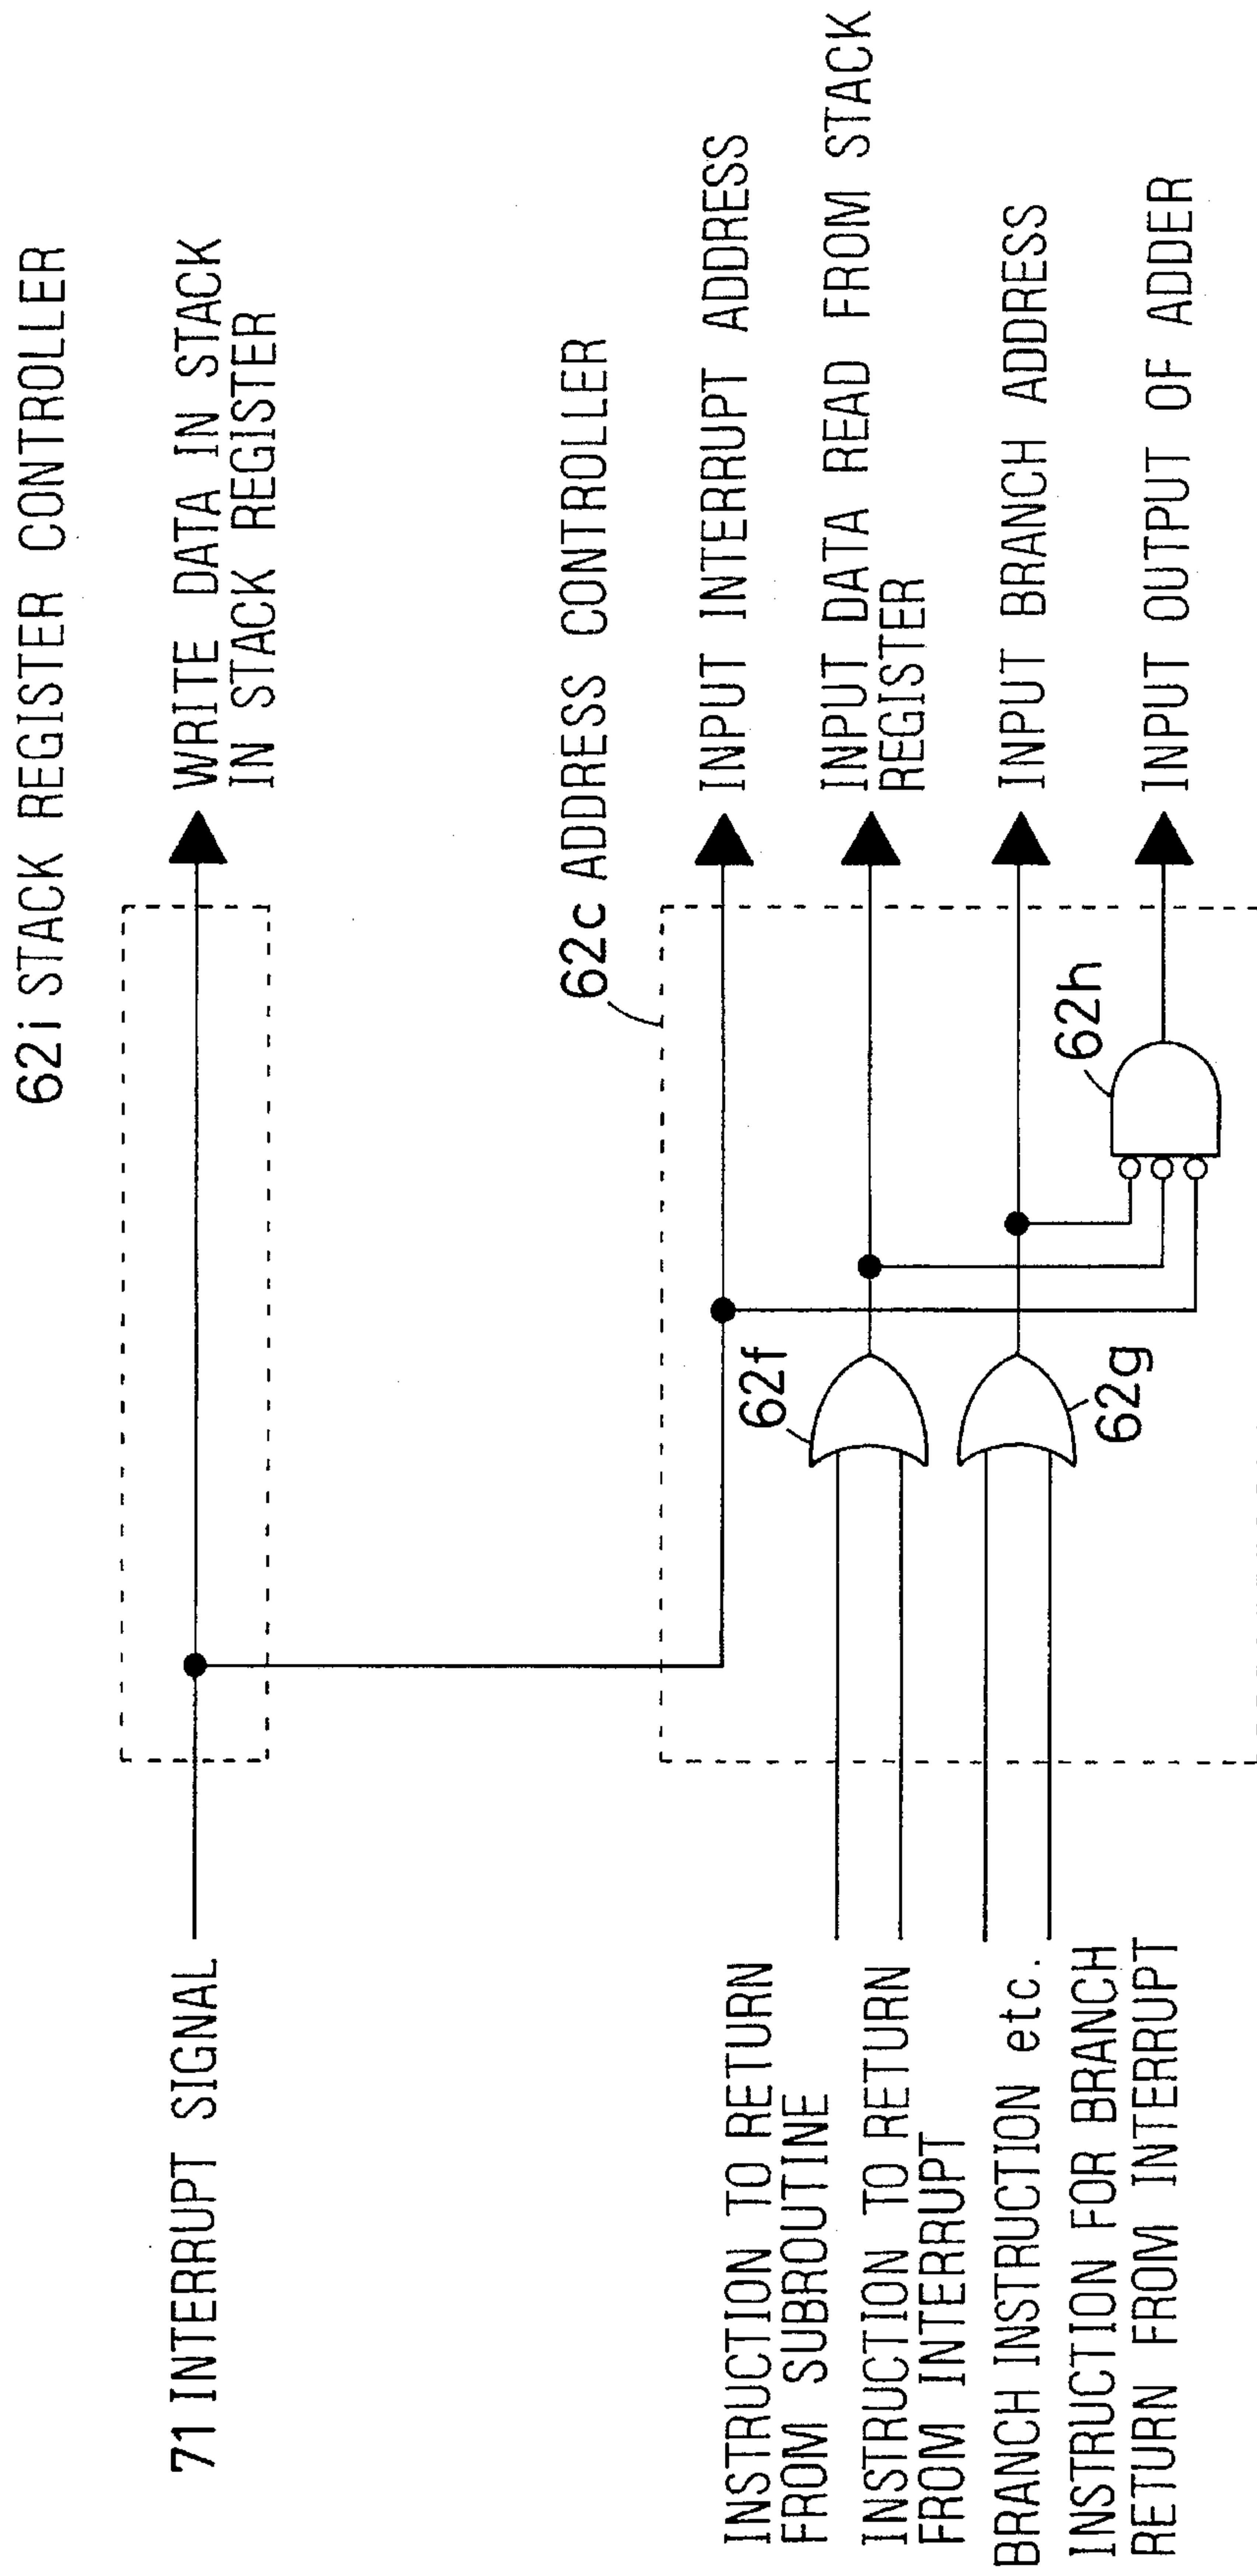 62i STACK REGISTER CONTROLLER
71 INTERRUPT SIGNAL
WRITE DATA IN STACK
IN STACK REGISTER
62c ADDRESS CONTROLLER
INPUT INTERRUPT ADDRESS
INSTRUCTION TO RETURN
FROM SUBROUTINE
62f
INPUT DATA READ FROM STACK
REGISTER
INSTRUCTION TO RETURN
FROM INTERRUPT
BRANCH INSTRUCTION etc.
INPUT BRANCH ADDRESS
62h
INSTRUCTION FOR BRANCH
RETURN FROM INTERRUPT
62g
INPUT OUTPUT OF ADDER